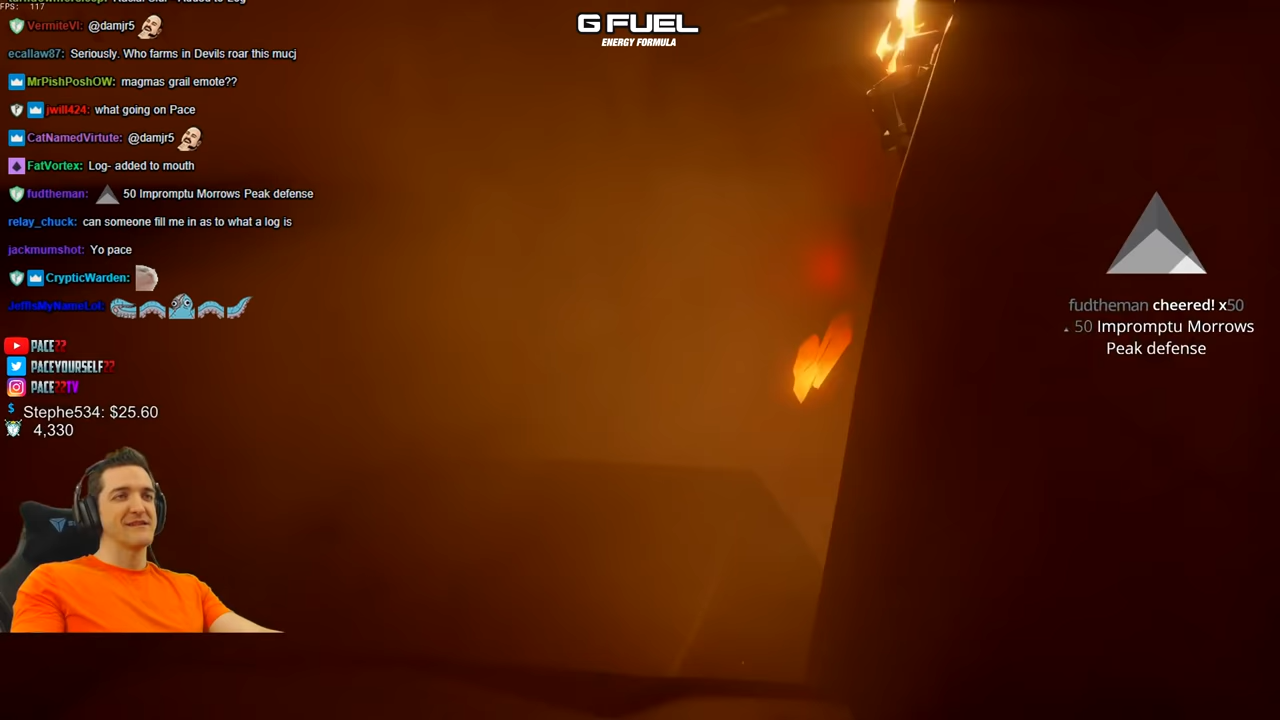 FPS: 117
G FUEL
ENERGY FORMULA
VermiteVI: @damjr5
ecallaw87: Seriously. Who farms in Devils roar this mucj
MrPishPoshOW: magmas grail emote??
jwill424: what going on Pace
CatNamedVirtute: @damjr5
FatVortex: Log- added to mouth
fudtheman: 50 Impromptu Morrows Peak defense
relay_chuck: can someone fill me in as to what a log is
jackmumshot: Yo pace
CrypticWarden:
JeffIsMyNameLol:
PACE22
PACEYOURSELF22
PACE22TV
$ Stephe534: $25.60
4,330
fudtheman cheered! x50
50 Impromptu Morrows
Peak defense